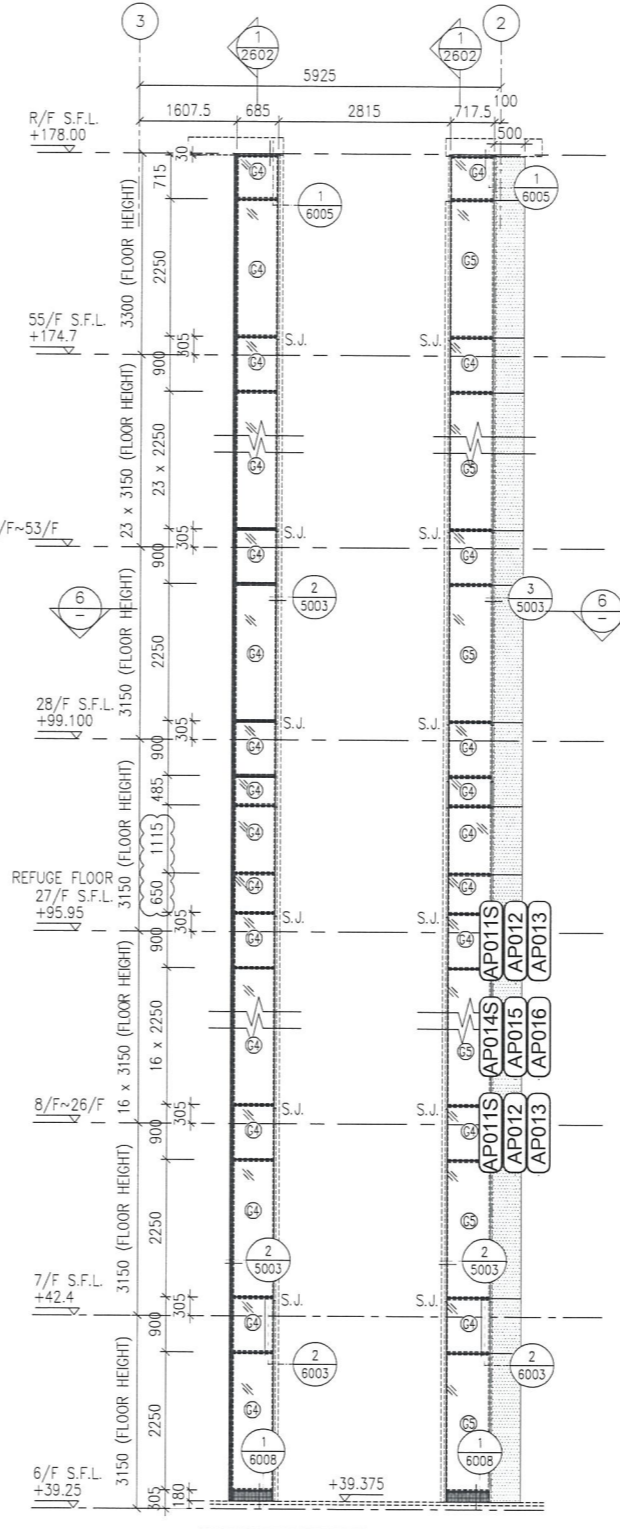 3
1
2602
1
2602
2
5925
1607.5
685
2815
717.5
100
500
R/F S.F.L.
+178.00
30
715
G4
G4
1
6005
1
6005
3300 (FLOOR HEIGHT)
2250
G4
G5
55/F S.F.L.
+174.7
305
S.J.
S.J.
900
G4
G4
23 x 3150 (FLOOR HEIGHT)
23 x 2250
G4
G5
/F~53/F
305
S.J.
S.J.
900
G4
G4
6
-
2
5003
3
5003
6
-
3150 (FLOOR HEIGHT)
2250
G4
G5
28/F S.F.L.
+99.100
305
S.J.
S.J.
900
G4
G4
485
G4
G4
3150 (FLOOR HEIGHT)
1115
G4
G4
REFUGE FLOOR
27/F S.F.L.
+95.95
650
G4
G4
305
S.J.
S.J.
900
G4
G4
AP011S
AP012
AP013
16 x 3150 (FLOOR HEIGHT)
16 x 2250
G4
G5
AP014S
AP015
AP016
8/F~26/F
305
S.J.
S.J.
900
G4
G4
AP011S
AP012
AP013
3150 (FLOOR HEIGHT)
2250
G4
G5
2
5003
2
5003
7/F S.F.L.
+42.4
305
S.J.
S.J.
900
G4
G4
2
6003
2
6003
3150 (FLOOR HEIGHT)
2250
G4
G5
1
6008
1
6008
6/F S.F.L.
+39.25
305
180
+39.375